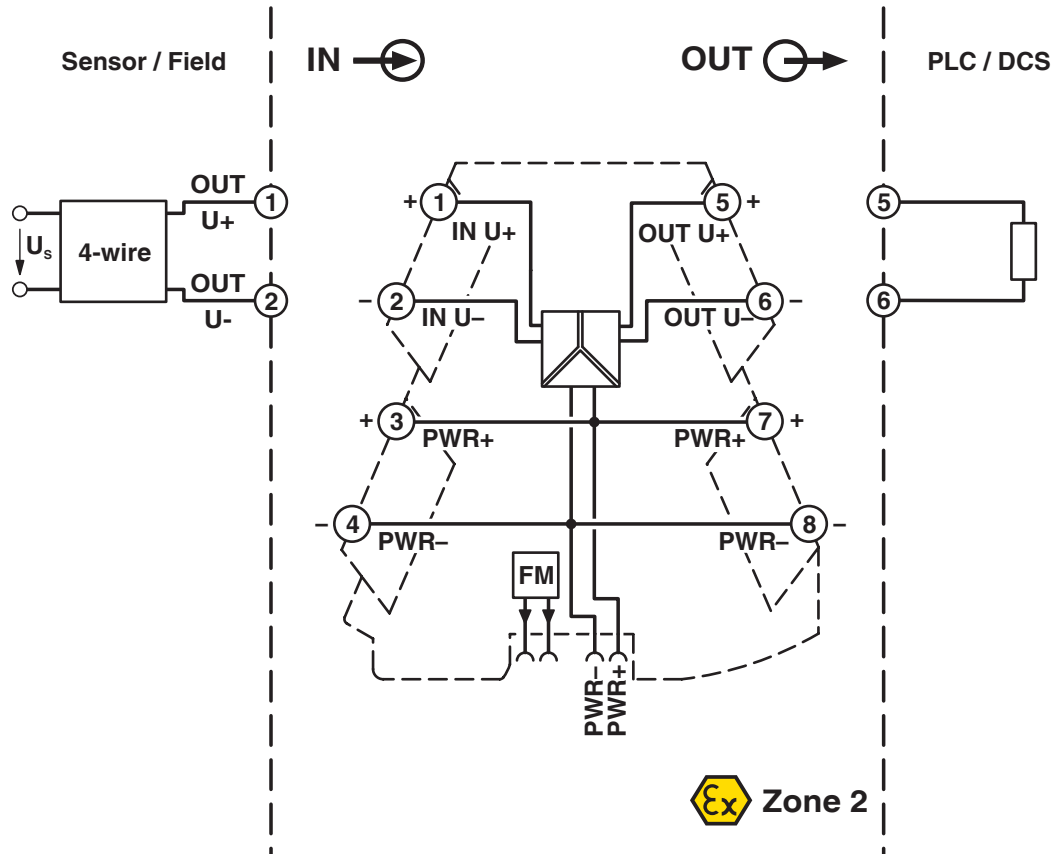 Sensor / Field
IN
OUT
PLC / DCS
OUT
1
U+
Us
4-wire
OUT
2
U-
+ 1
IN U+
5 +
OUT U+
– 2
IN U–
6 –
OUT U–
5
6
+ 3
PWR+
7 +
PWR+
– 4
PWR–
8 –
PWR–
FM
PWR–
PWR+
Ex
Zone 2